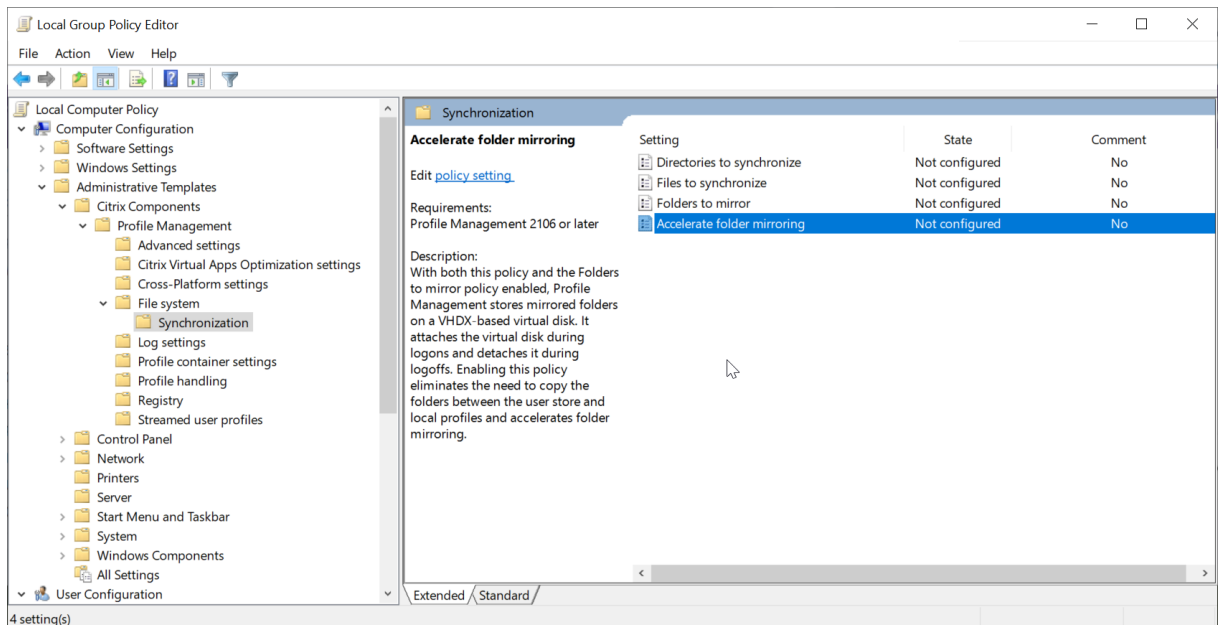 Local Group Policy Editor
File Action View Help
Local Computer Policy
Computer Configuration
Software Settings
Windows Settings
Administrative Templates
Citrix Components
Profile Management
Advanced settings
Citrix Virtual Apps Optimization settings
Cross-Platform settings
File system
Synchronization
Log settings
Profile container settings
Profile handling
Registry
Streamed user profiles
Control Panel
Network
Printers
Server
Start Menu and Taskbar
System
Windows Components
All Settings
User Configuration
Synchronization
Accelerate folder mirroring
Edit policy setting
Requirements:
Profile Management 2106 or later
Description:
With both this policy and the Folders
to mirror policy enabled, Profile
Management stores mirrored folders
on a VHDX-based virtual disk. It
attaches the virtual disk during
logons and detaches it during
logoffs. Enabling this policy
eliminates the need to copy the
folders between the user store and
local profiles and accelerates folder
mirroring.
Setting State Comment
Directories to synchronize Not configured No
Files to synchronize Not configured No
Folders to mirror Not configured No
Accelerate folder mirroring Not configured No
Extended Standard
4 setting(s)